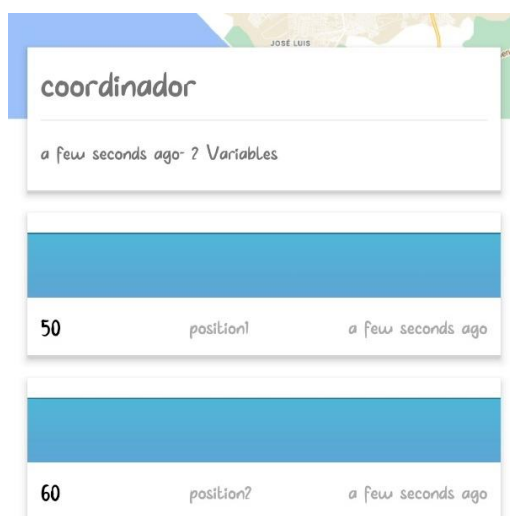 JOSÉ LUIS
coordinador
a few seconds ago- 2 Variables
50 position1 a few seconds ago
60 position2 a few seconds ago